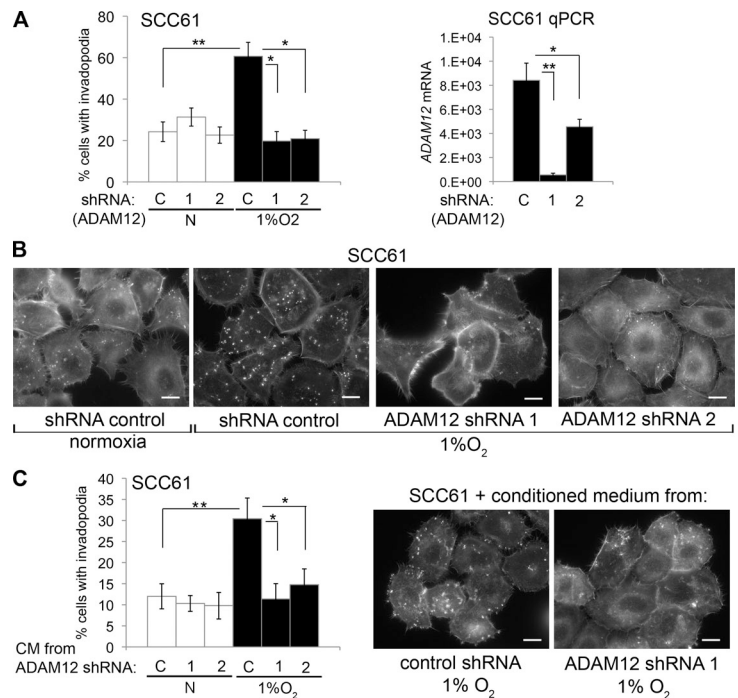 A
SCC61
SCC61 qPCR
% cells with invadopodia
80
60
40
20
0
**
*
*
shRNA:
(ADAM12)
C 1 2 C 1 2
N 1%O2
ADAM12 mRNA
1.E+04
1.E+04
8.E+03
6.E+03
4.E+03
2.E+03
0.E+00
*
**
shRNA:
(ADAM12)
C 1 2
B
SCC61
shRNA control
shRNA control
ADAM12 shRNA 1
ADAM12 shRNA 2
normoxia
1%O₂
C
SCC61
% cells with invadopodia
40
35
30
25
20
15
10
5
0
**
*
*
CM from
ADAM12 shRNA: C 1 2 C 1 2
N 1%O₂
SCC61 + conditioned medium from:
control shRNA
1% O₂
ADAM12 shRNA 1
1% O₂